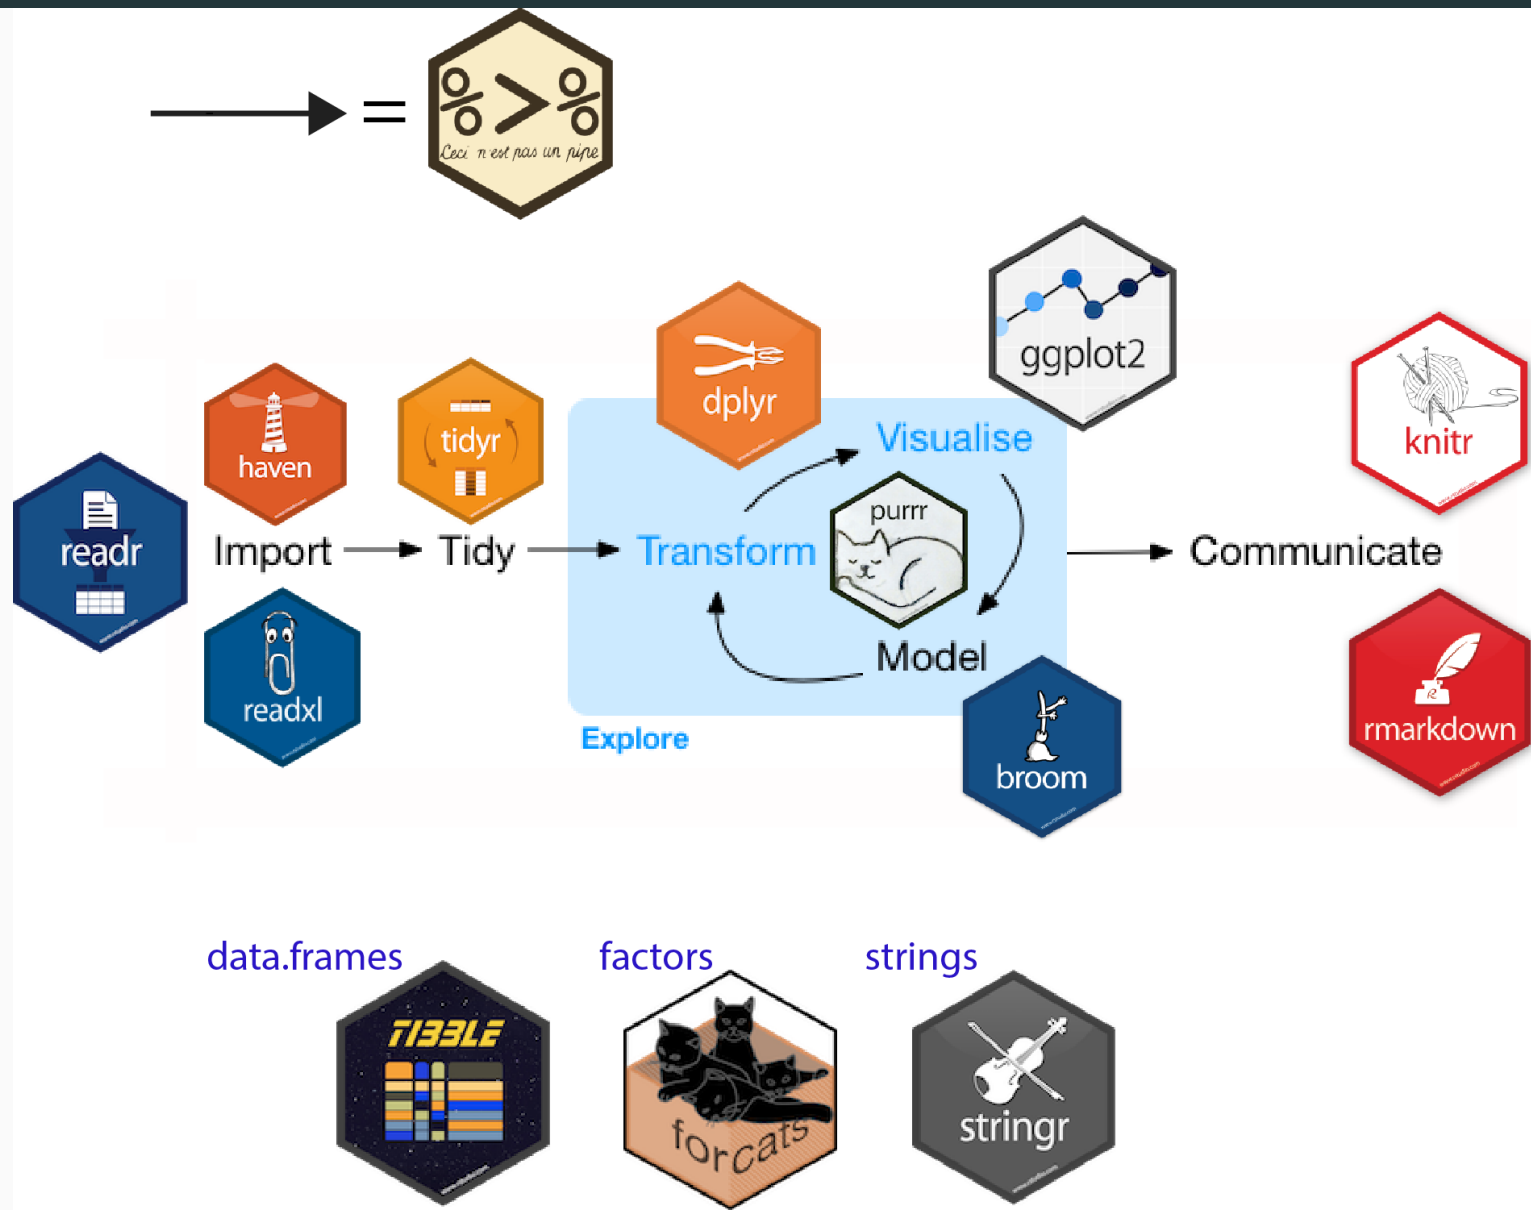 =
%>%
Ceci n'est pas un pipe
ggplot2
dplyr
knitr
haven
tidyr
Visualise
readr
purrr
Import
Tidy
Transform
Communicate
Model
readxl
rmarkdown
Explore
broom
data.frames
factors
strings
TIBBLE
forcats
stringr